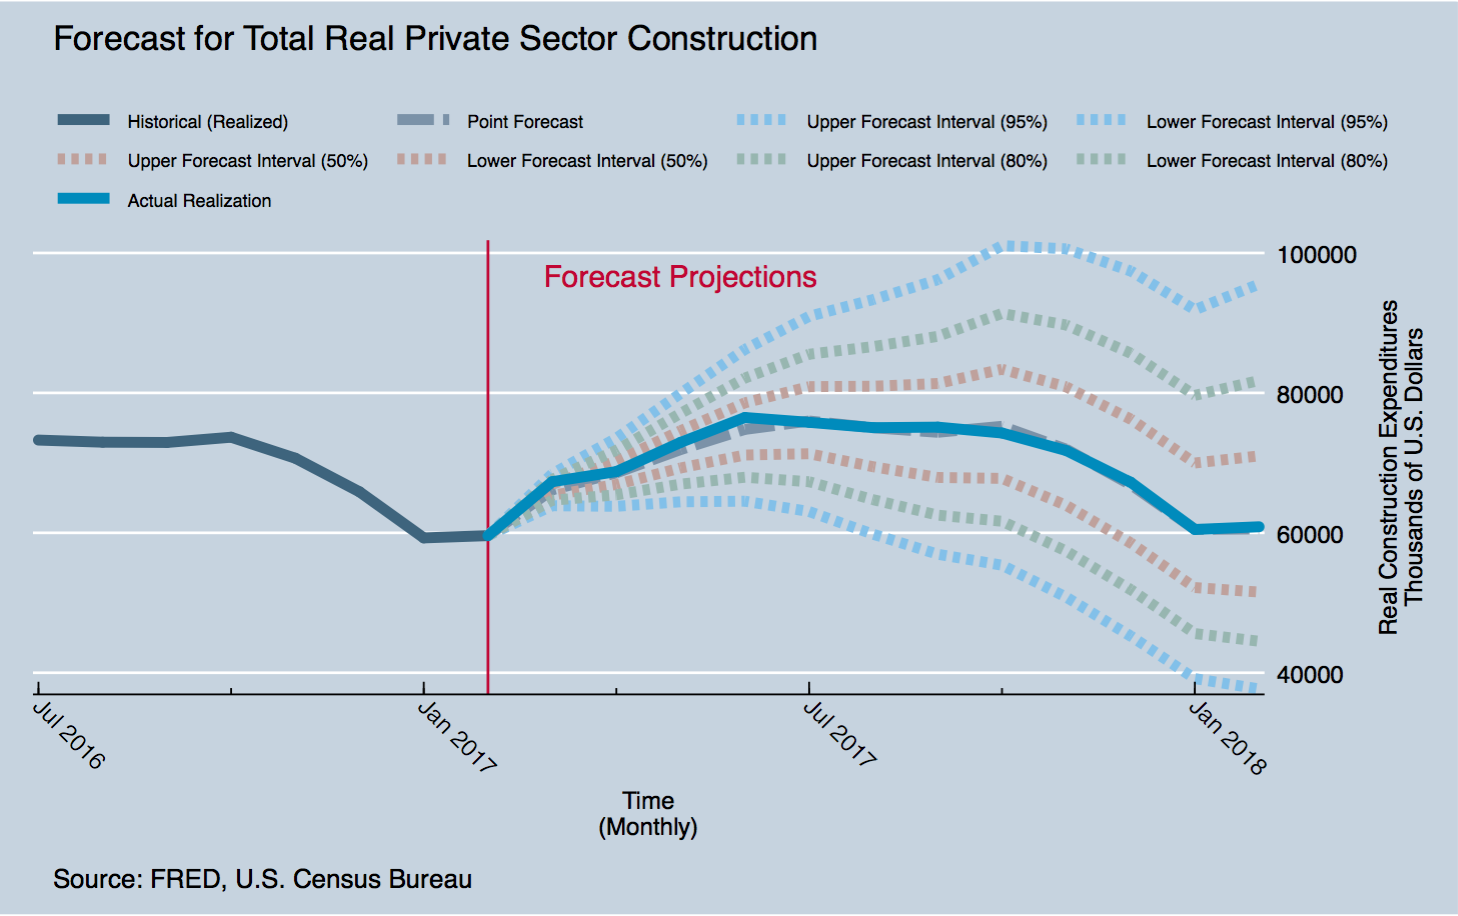 Forecast for Total Real Private Sector Construction
Historical (Realized)
Point Forecast
Upper Forecast Interval (95%)
Lower Forecast Interval (95%)
Upper Forecast Interval (50%)
Lower Forecast Interval (50%)
Upper Forecast Interval (80%)
Lower Forecast Interval (80%)
Actual Realization
Forecast Projections
100000
80000
60000
40000
Real Construction Expenditures
Thousands of U.S. Dollars
Jul 2016
Jan 2017
Jul 2017
Jan 2018
Time
(Monthly)
Source: FRED, U.S. Census Bureau